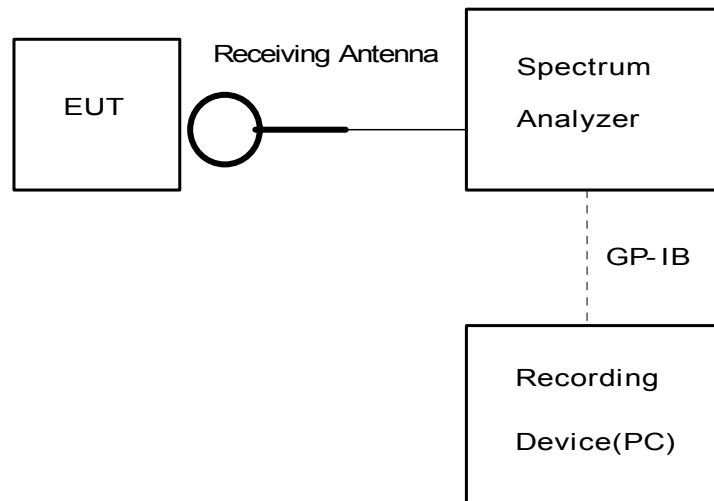 Receiving Antenna
EUT
Spectrum
Analyzer
GP-IB
Recording
Device(PC)